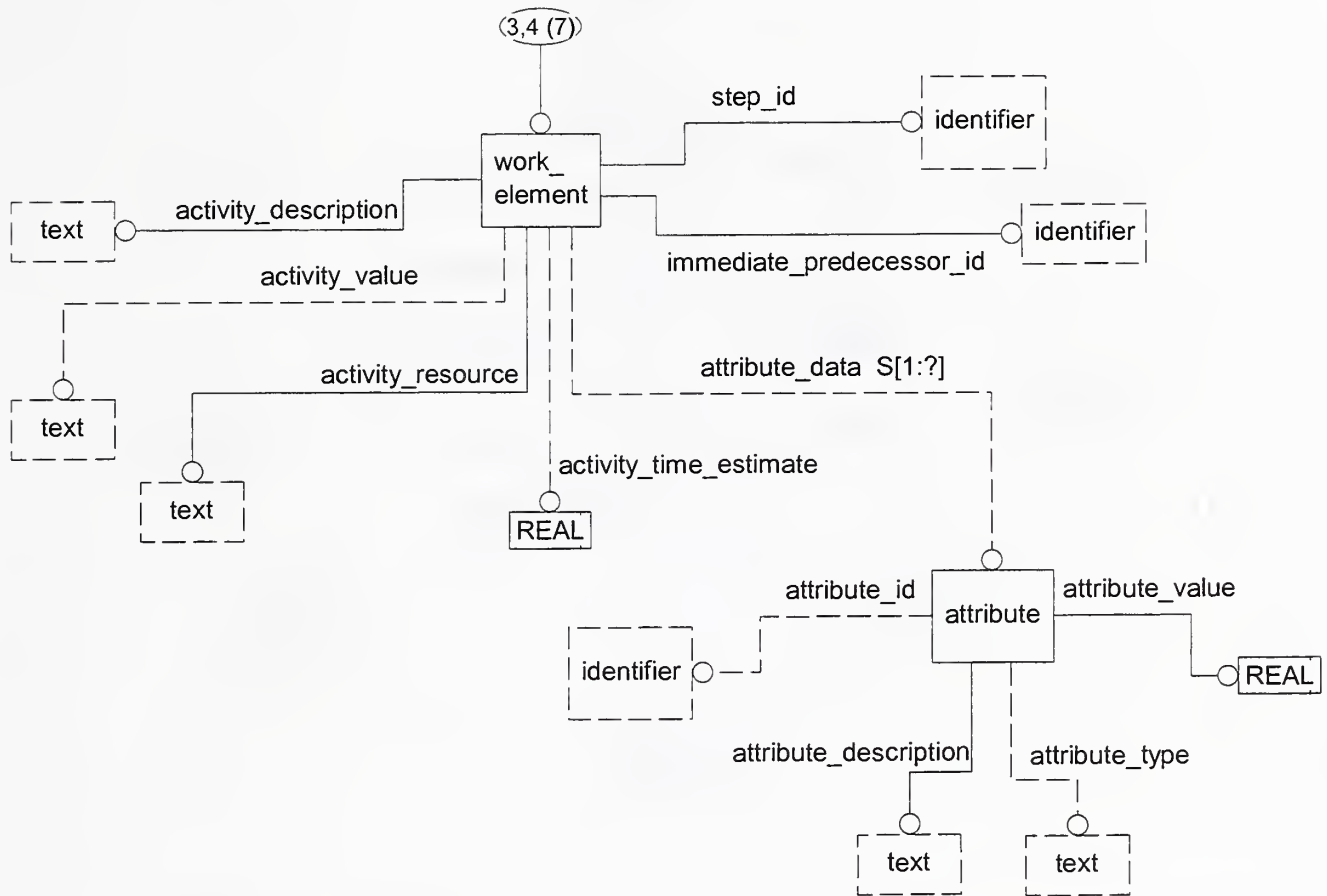 3,4 (7)
step_id
identifier
work_
element
activity_description
text
identifier
immediate_predecessor_id
activity_value
activity_resource
attribute_data S[1:?]
text
activity_time_estimate
text
REAL
attribute_id
attribute_value
attribute
identifier
REAL
attribute_description
attribute_type
text
text